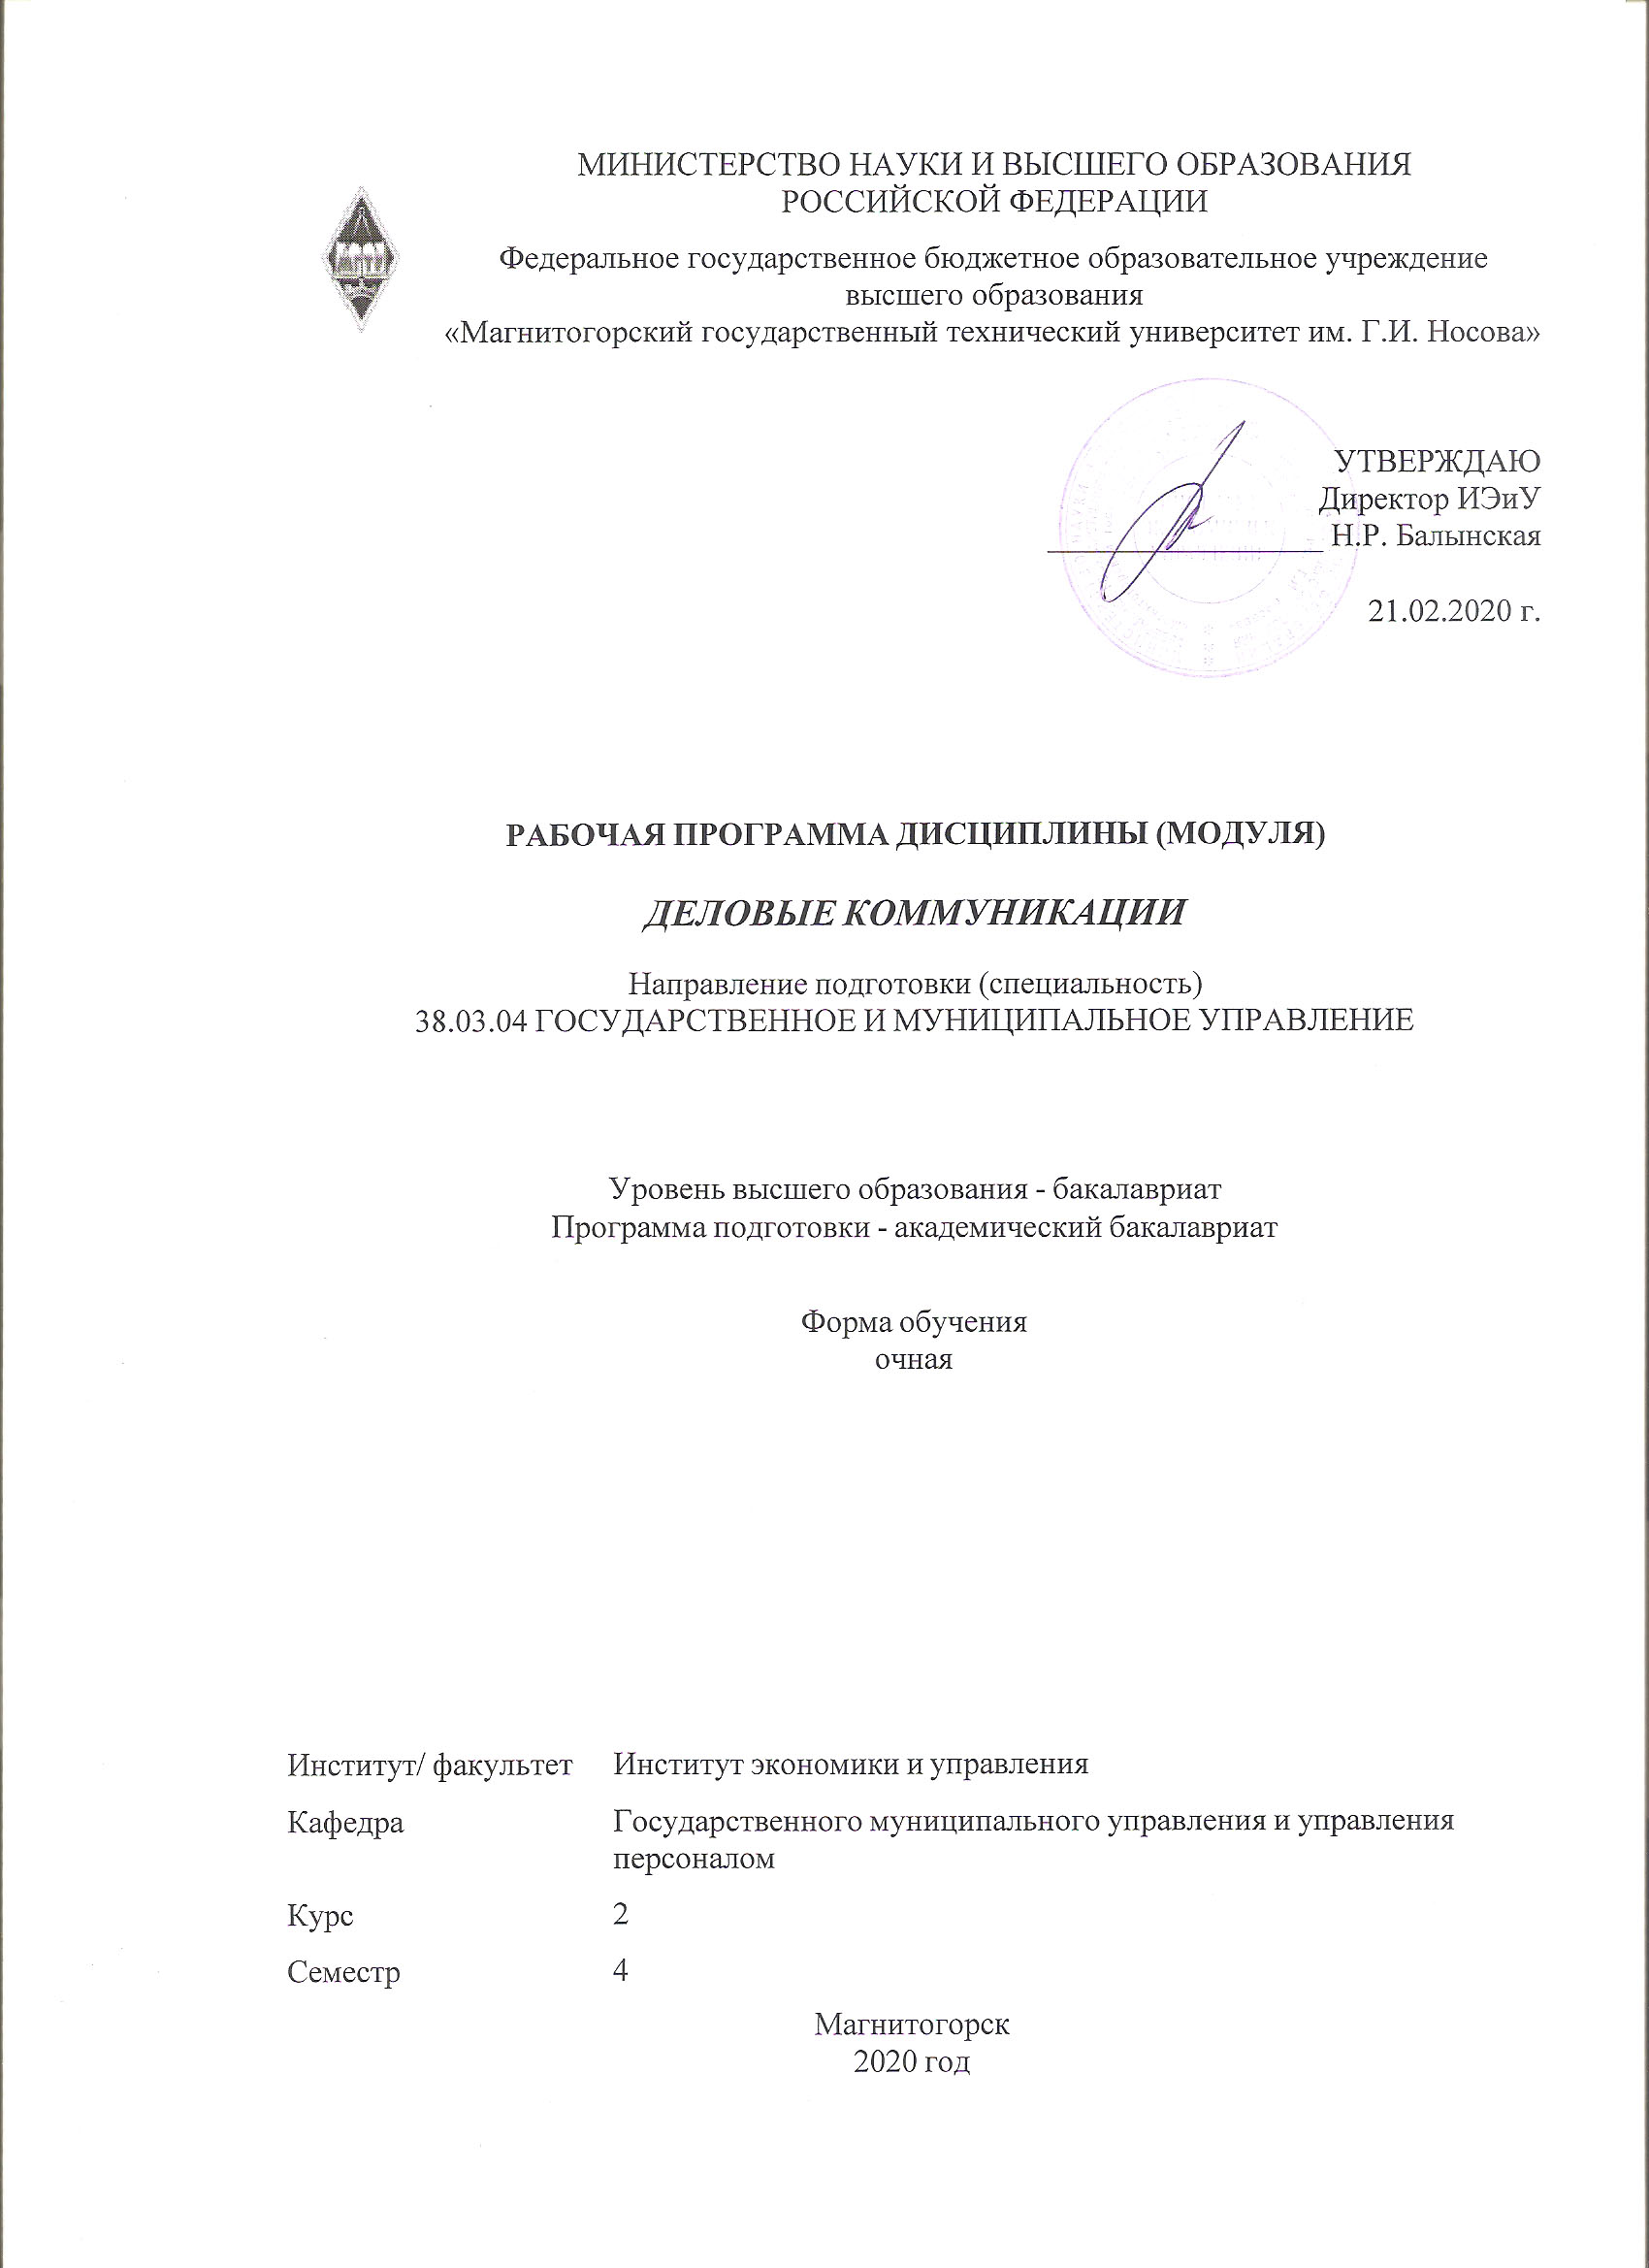 МИНИСТЕРСТВО НАУКИ И ВЫСШЕГО ОБРАЗОВАНИЯ
РОССИЙСКОЙ ФЕДЕРАЦИИ
Федеральное государственное бюджетное образовательное учреждение
высшего образования
«Магнитогорский государственный технический университет им. Г.И. Носова»
УТВЕРЖДАЮ
Директор ИЭиУ
Н.Р. Балынская
21.02.2020 г.
РАБОЧАЯ ПРОГРАММА ДИСЦИПЛИНЫ (МОДУЛЯ)
ДЕЛОВЫЕ КОММУНИКАЦИИ
Направление подготовки (специальность)
38.03.04 ГОСУДАРСТВЕННОЕ И МУНИЦИПАЛЬНОЕ УПРАВЛЕНИЕ
Уровень высшего образования - бакалавриат
Программа подготовки - академический бакалавриат
Форма обучения
очная
Институт/ факультет Институт экономики и управления
Кафедра Государственного муниципального управления и управления
персоналом
Курс 2
Семестр 4
Магнитогорск
2020 год